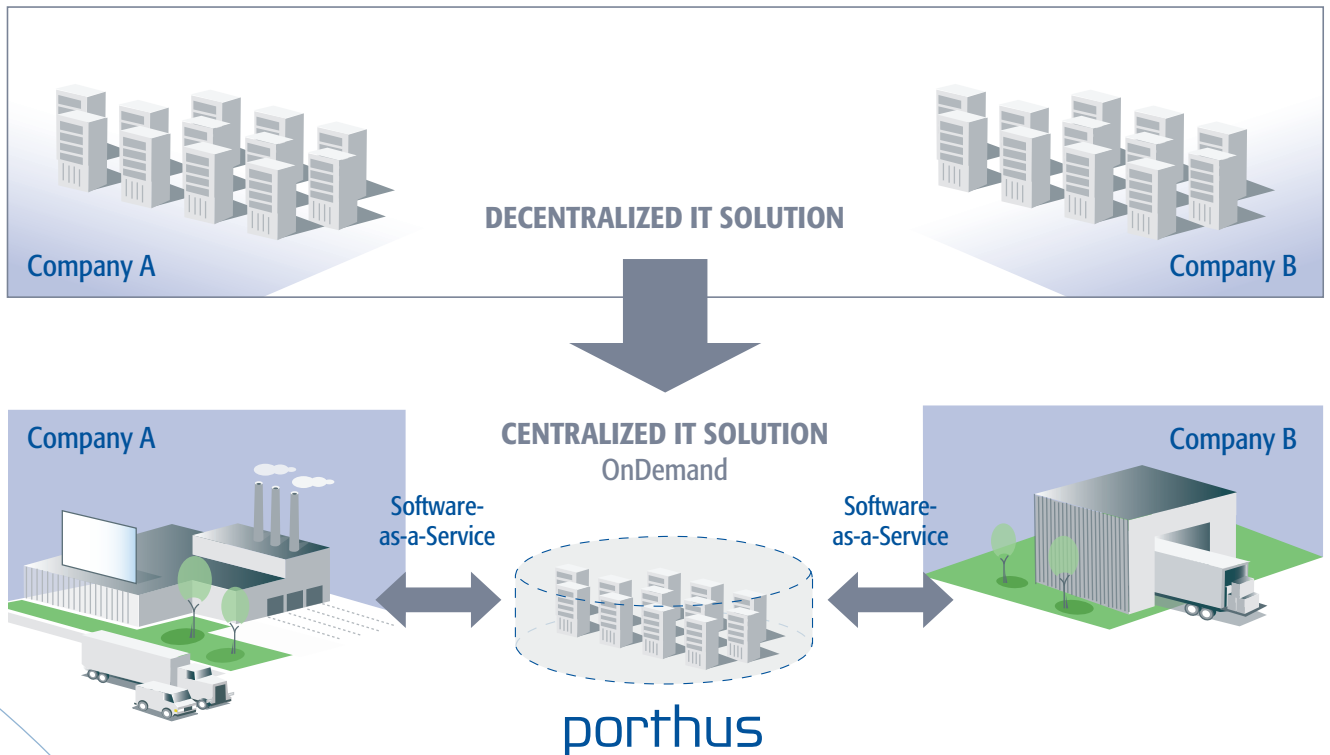 DECENTRALIZED IT SOLUTION
Company A
Company B
Company A
CENTRALIZED IT SOLUTION
OnDemand
Company B
Software-
as-a-Service
Software-
as-a-Service
porthus